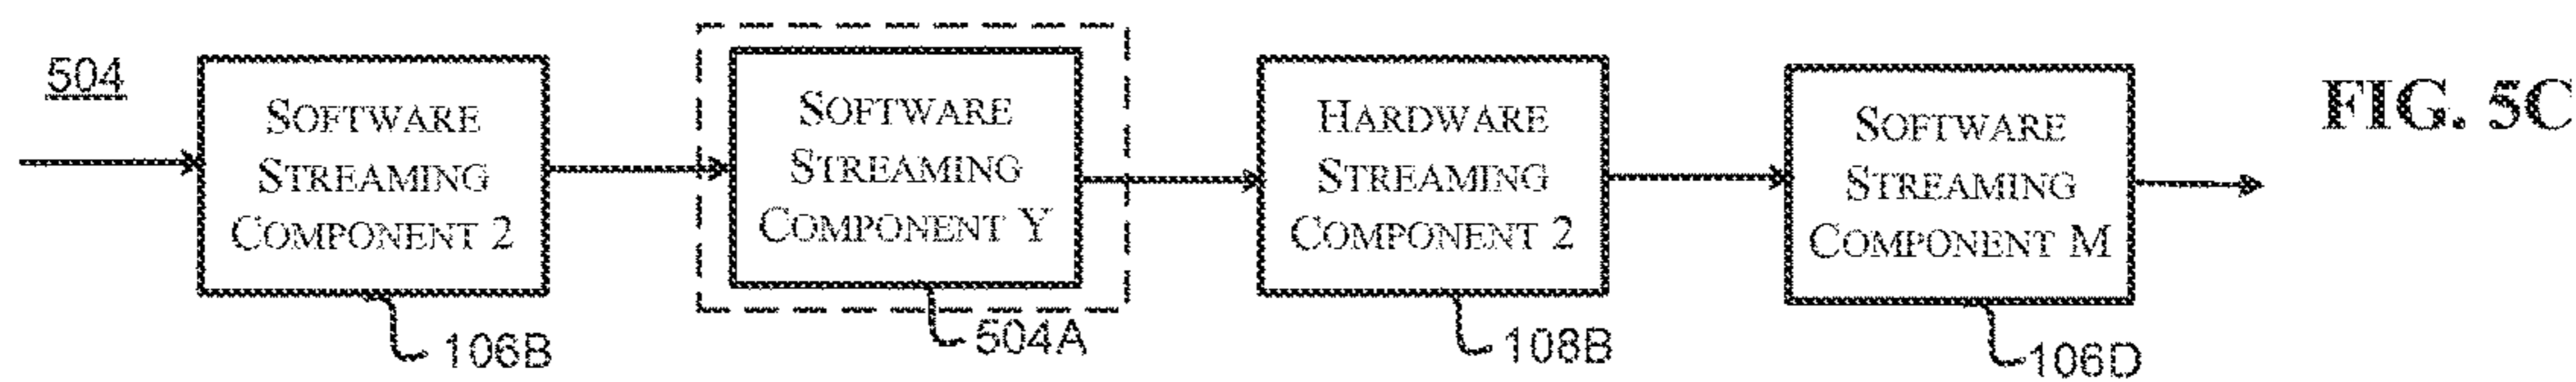 504
SOFTWARE
STREAMING
COMPONENT 2
106B
SOFTWARE
STREAMING
COMPONENT Y
504A
HARDWARE
STREAMING
COMPONENT 2
108B
SOFTWARE
STREAMING
COMPONENT M
106D
FIG. 5C